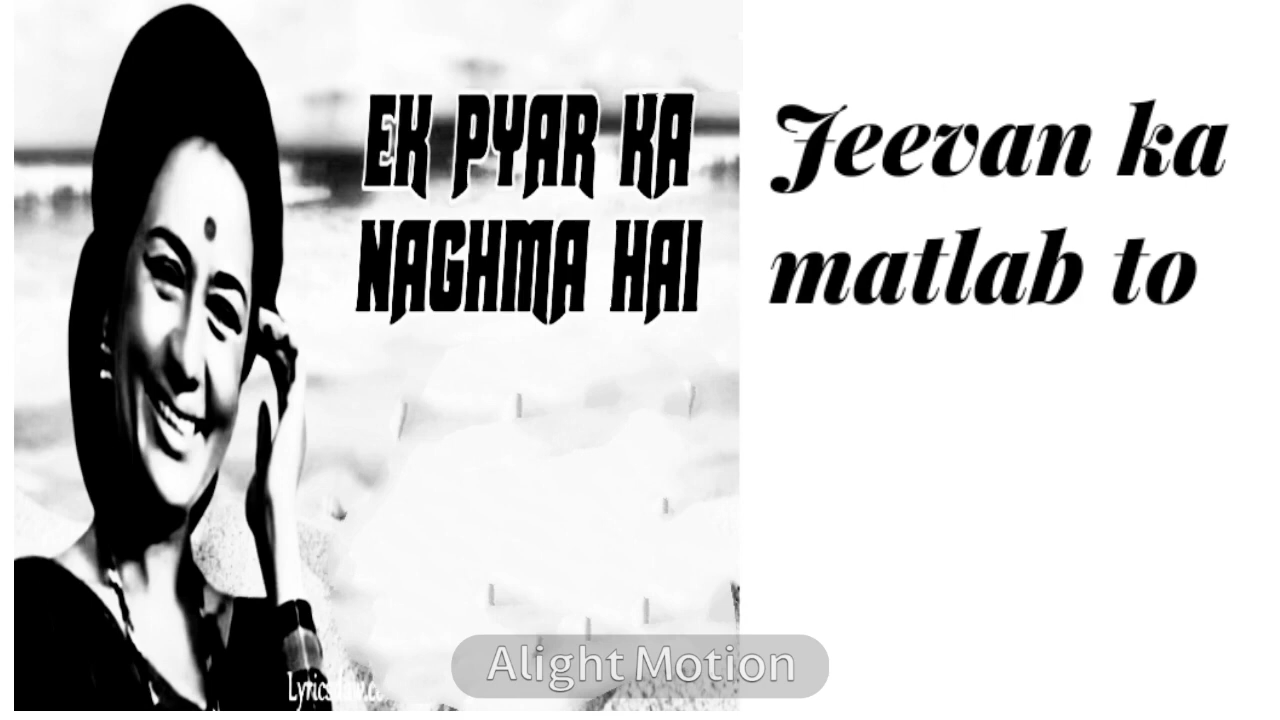 EK PYAR KA
NAGHMA HAI
Jeevan ka
matlab to
Alight Motion